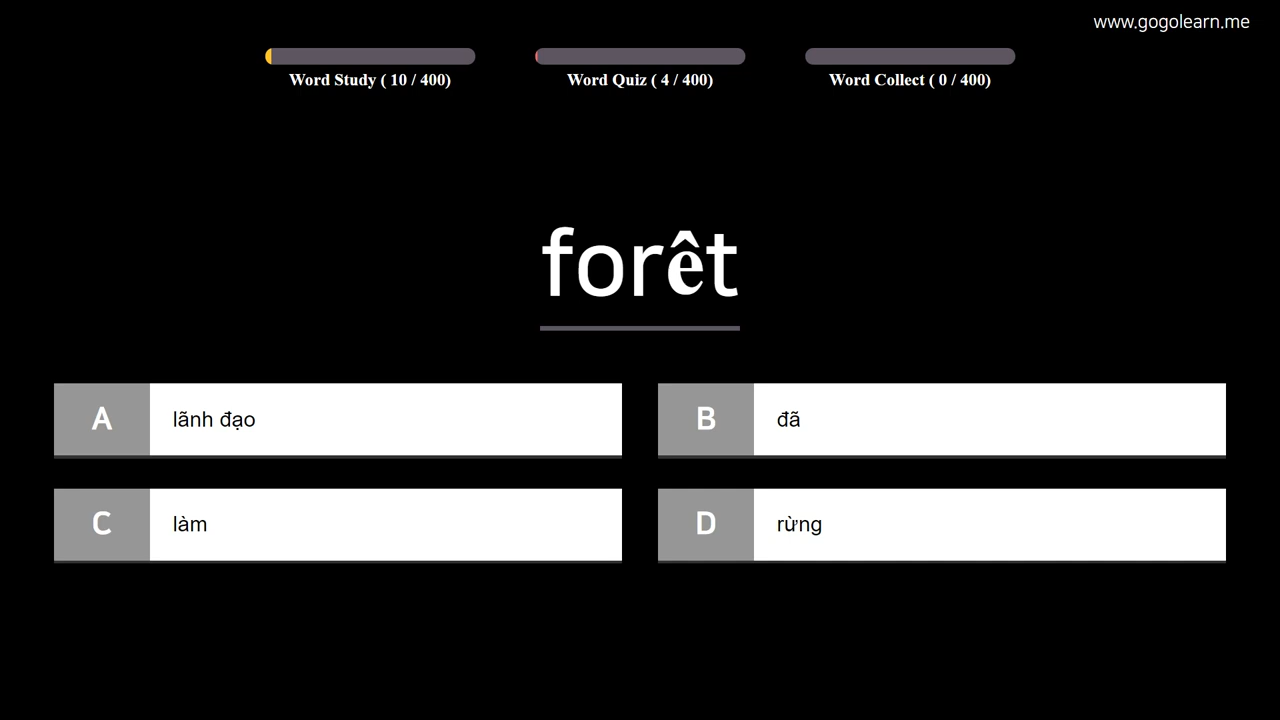 www.gogolearn.me
Word Study ( 10 / 400)
Word Quiz ( 4 / 400)
Word Collect ( 0 / 400)
forêt
A
lãnh đạo
B
đã
C
làm
D
rừng